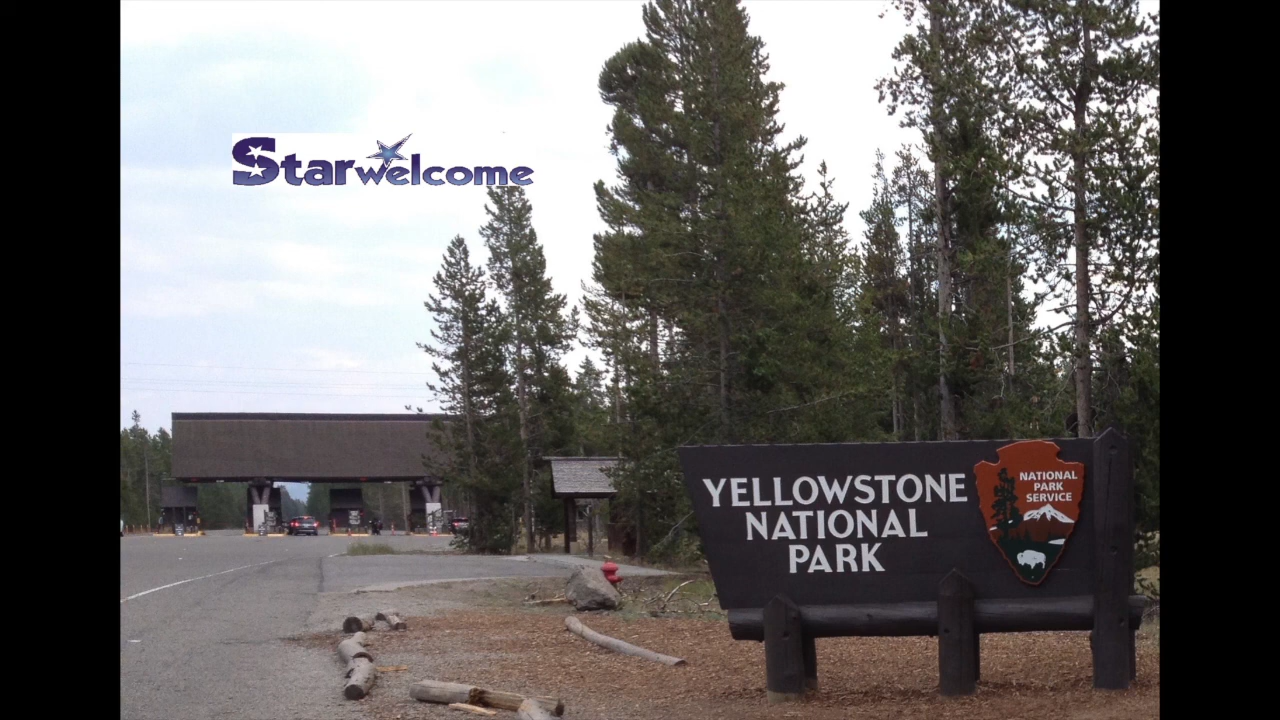 Starwelcome
YELLOWSTONE
NATIONAL
PARK
NATIONAL
PARK
SERVICE